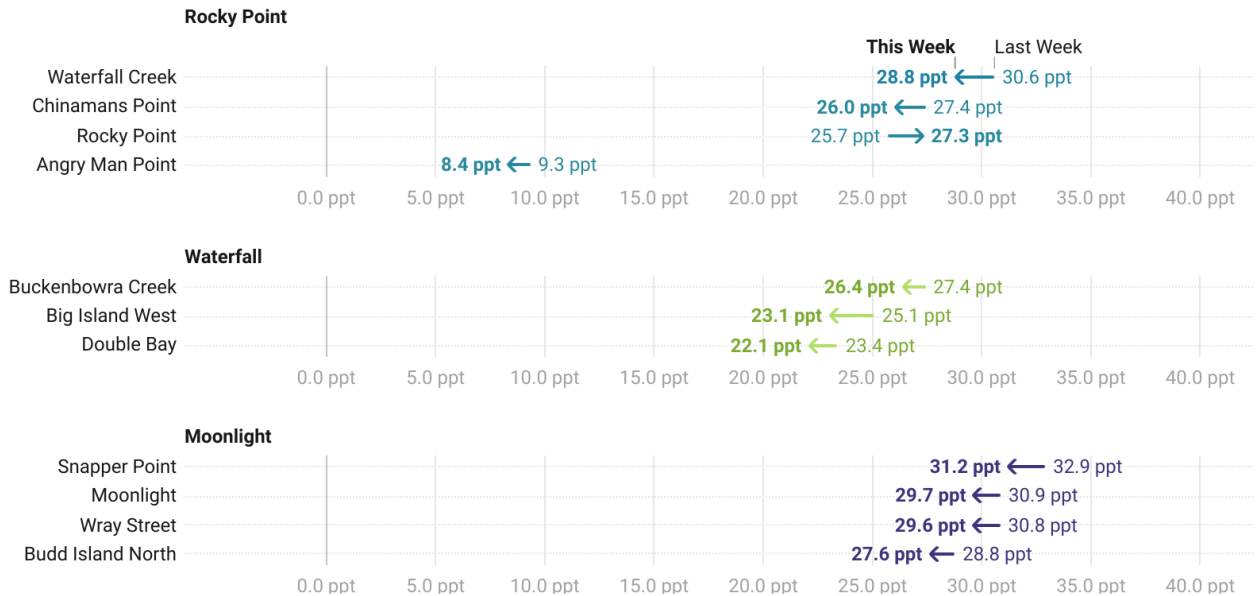 Rocky Point
This Week Last Week
Waterfall Creek 28.8 ppt 30.6 ppt
Chinamans Point 26.0 ppt 27.4 ppt
Rocky Point 25.7 ppt 27.3 ppt
Angry Man Point 8.4 ppt 9.3 ppt
0.0 ppt 5.0 ppt 10.0 ppt 15.0 ppt 20.0 ppt 25.0 ppt 30.0 ppt 35.0 ppt 40.0 ppt
Waterfall
Buckenbowra Creek 26.4 ppt 27.4 ppt
Big Island West 23.1 ppt 25.1 ppt
Double Bay 22.1 ppt 23.4 ppt
0.0 ppt 5.0 ppt 10.0 ppt 15.0 ppt 20.0 ppt 25.0 ppt 30.0 ppt 35.0 ppt 40.0 ppt
Moonlight
Snapper Point 31.2 ppt 32.9 ppt
Moonlight 29.7 ppt 30.9 ppt
Wray Street 29.6 ppt 30.8 ppt
Budd Island North 27.6 ppt 28.8 ppt
0.0 ppt 5.0 ppt 10.0 ppt 15.0 ppt 20.0 ppt 25.0 ppt 30.0 ppt 35.0 ppt 40.0 ppt